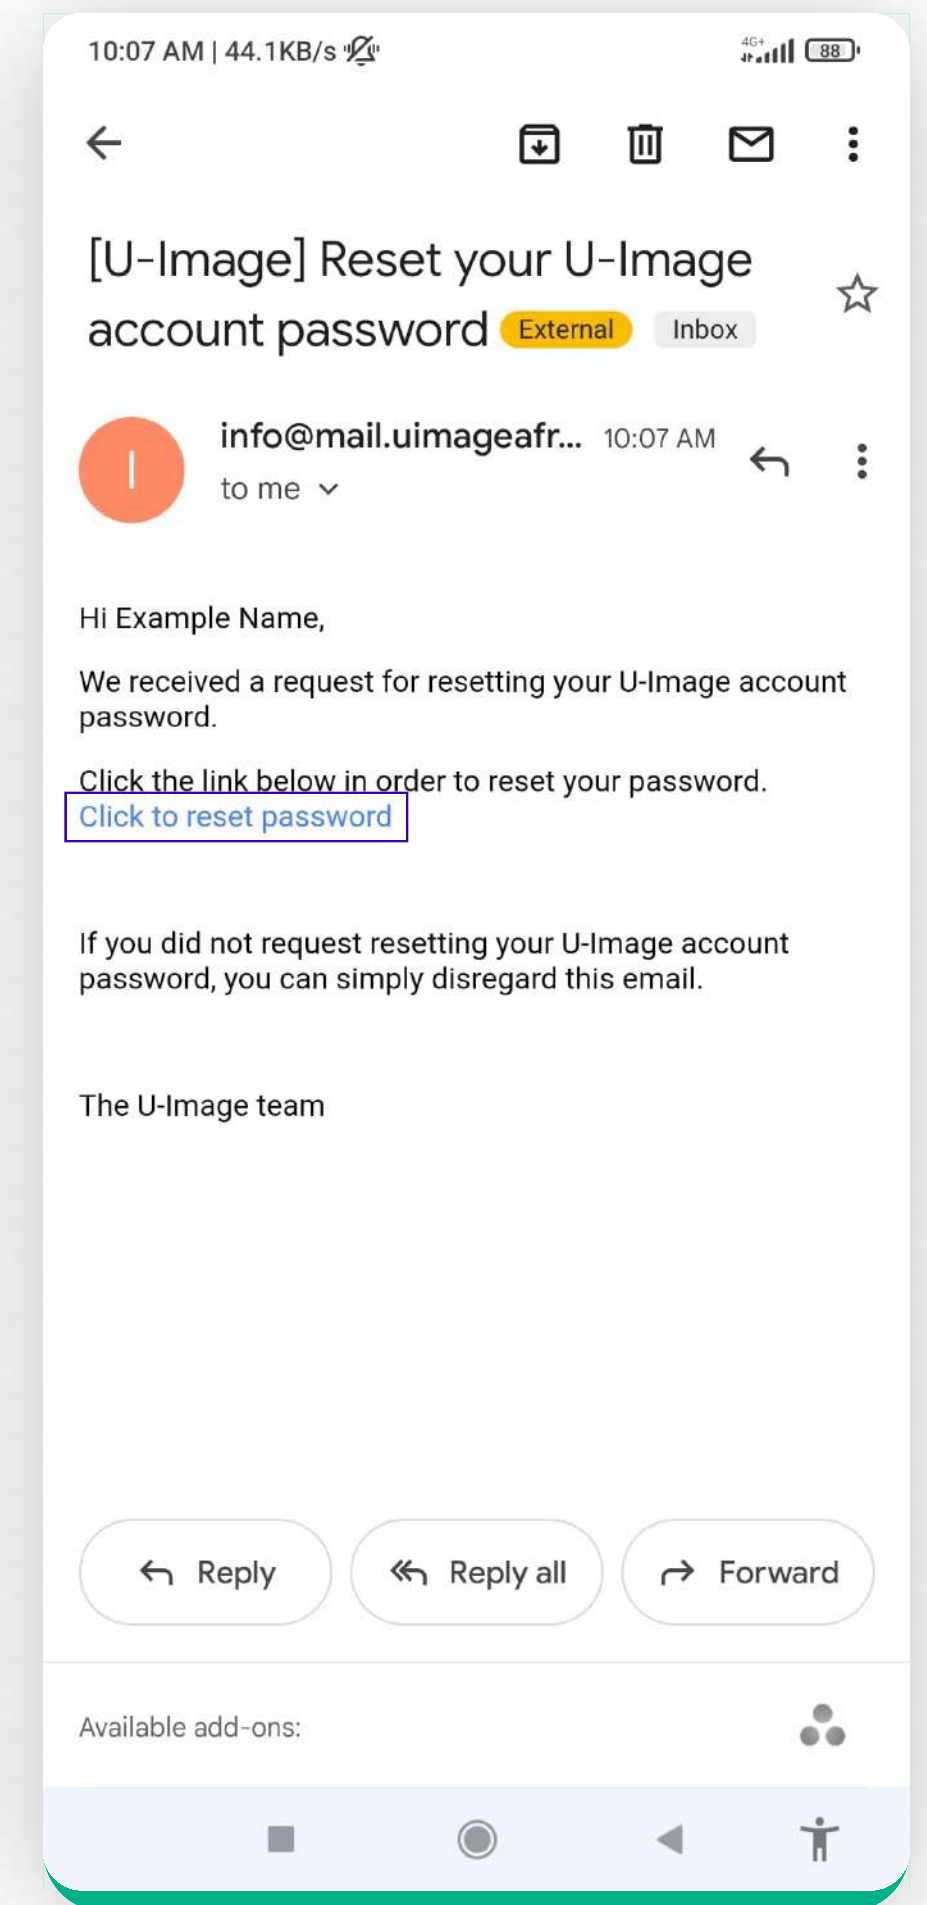 10:07 AM | 44.1KB/s
4G+
88
[U-Image] Reset your U-Image
account password External Inbox
I
info@mail.uimageafr... 10:07 AM
to me
Hi Example Name,
We received a request for resetting your U-Image account
password.
Click the link below in order to reset your password.
Click to reset password
If you did not request resetting your U-Image account
password, you can simply disregard this email.
The U-Image team
Reply Reply all Forward
Available add-ons: